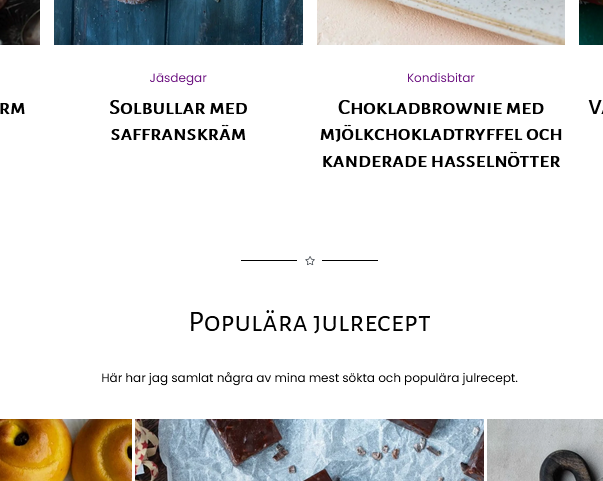 Jäsdegar
Kondisbitar
RM
Solbullar med
saffranskräm
Chokladbrownie med
mjölkchokladtryffel och
kanderade hasselnötter
Populära julrecept
Här har jag samlat några av mina mest sökta och populära julrecept.